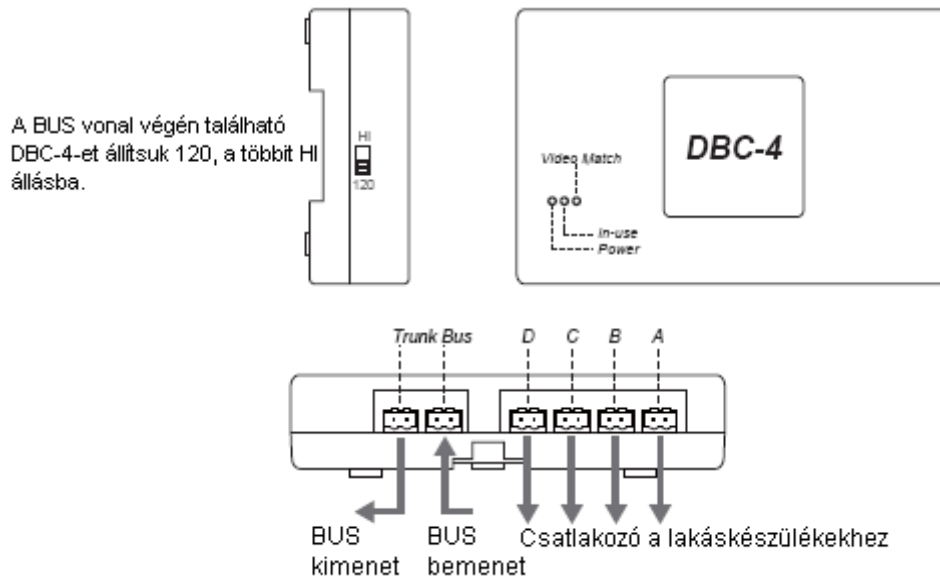 A BUS vonal végén található
DBC-4-et állítsuk 120, a többit HI
állásba.
HI
120
DBC-4
Video Match
In-use
Power
Trunk Bus
D C B A
BUS
kimenet
BUS
bemenet
Csatlakozó a lakáskészülékekhez